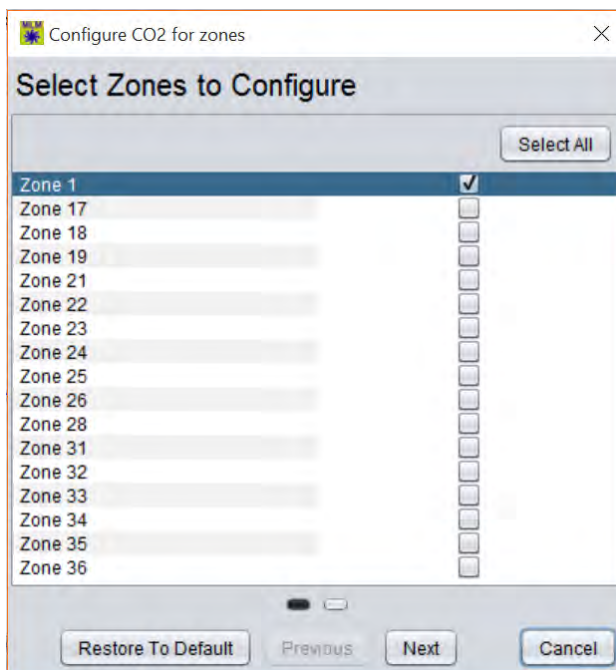 MILM
Configure CO2 for zones
Select Zones to Configure
Select All
Zone 1
Zone 17
Zone 18
Zone 19
Zone 21
Zone 22
Zone 23
Zone 24
Zone 25
Zone 26
Zone 28
Zone 31
Zone 32
Zone 33
Zone 34
Zone 35
Zone 36
Restore To Default Previous Next Cancel